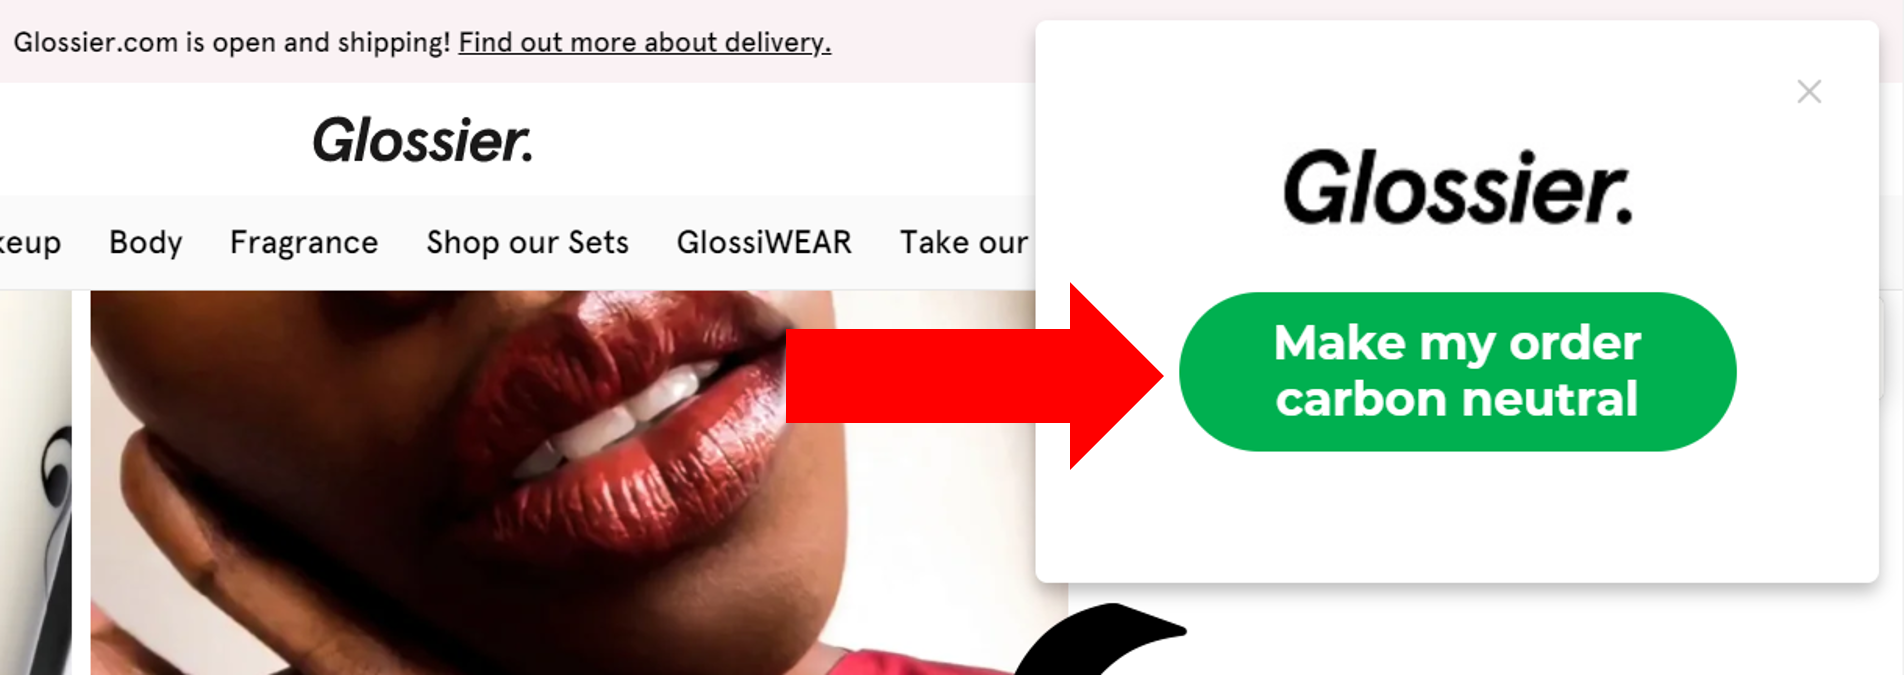 Glossier.com is open and shipping! Find out more about delivery.
Glossier.
Body Fragrance Shop our Sets GlossiWEAR Take our
Glossier.
Make my order
carbon neutral